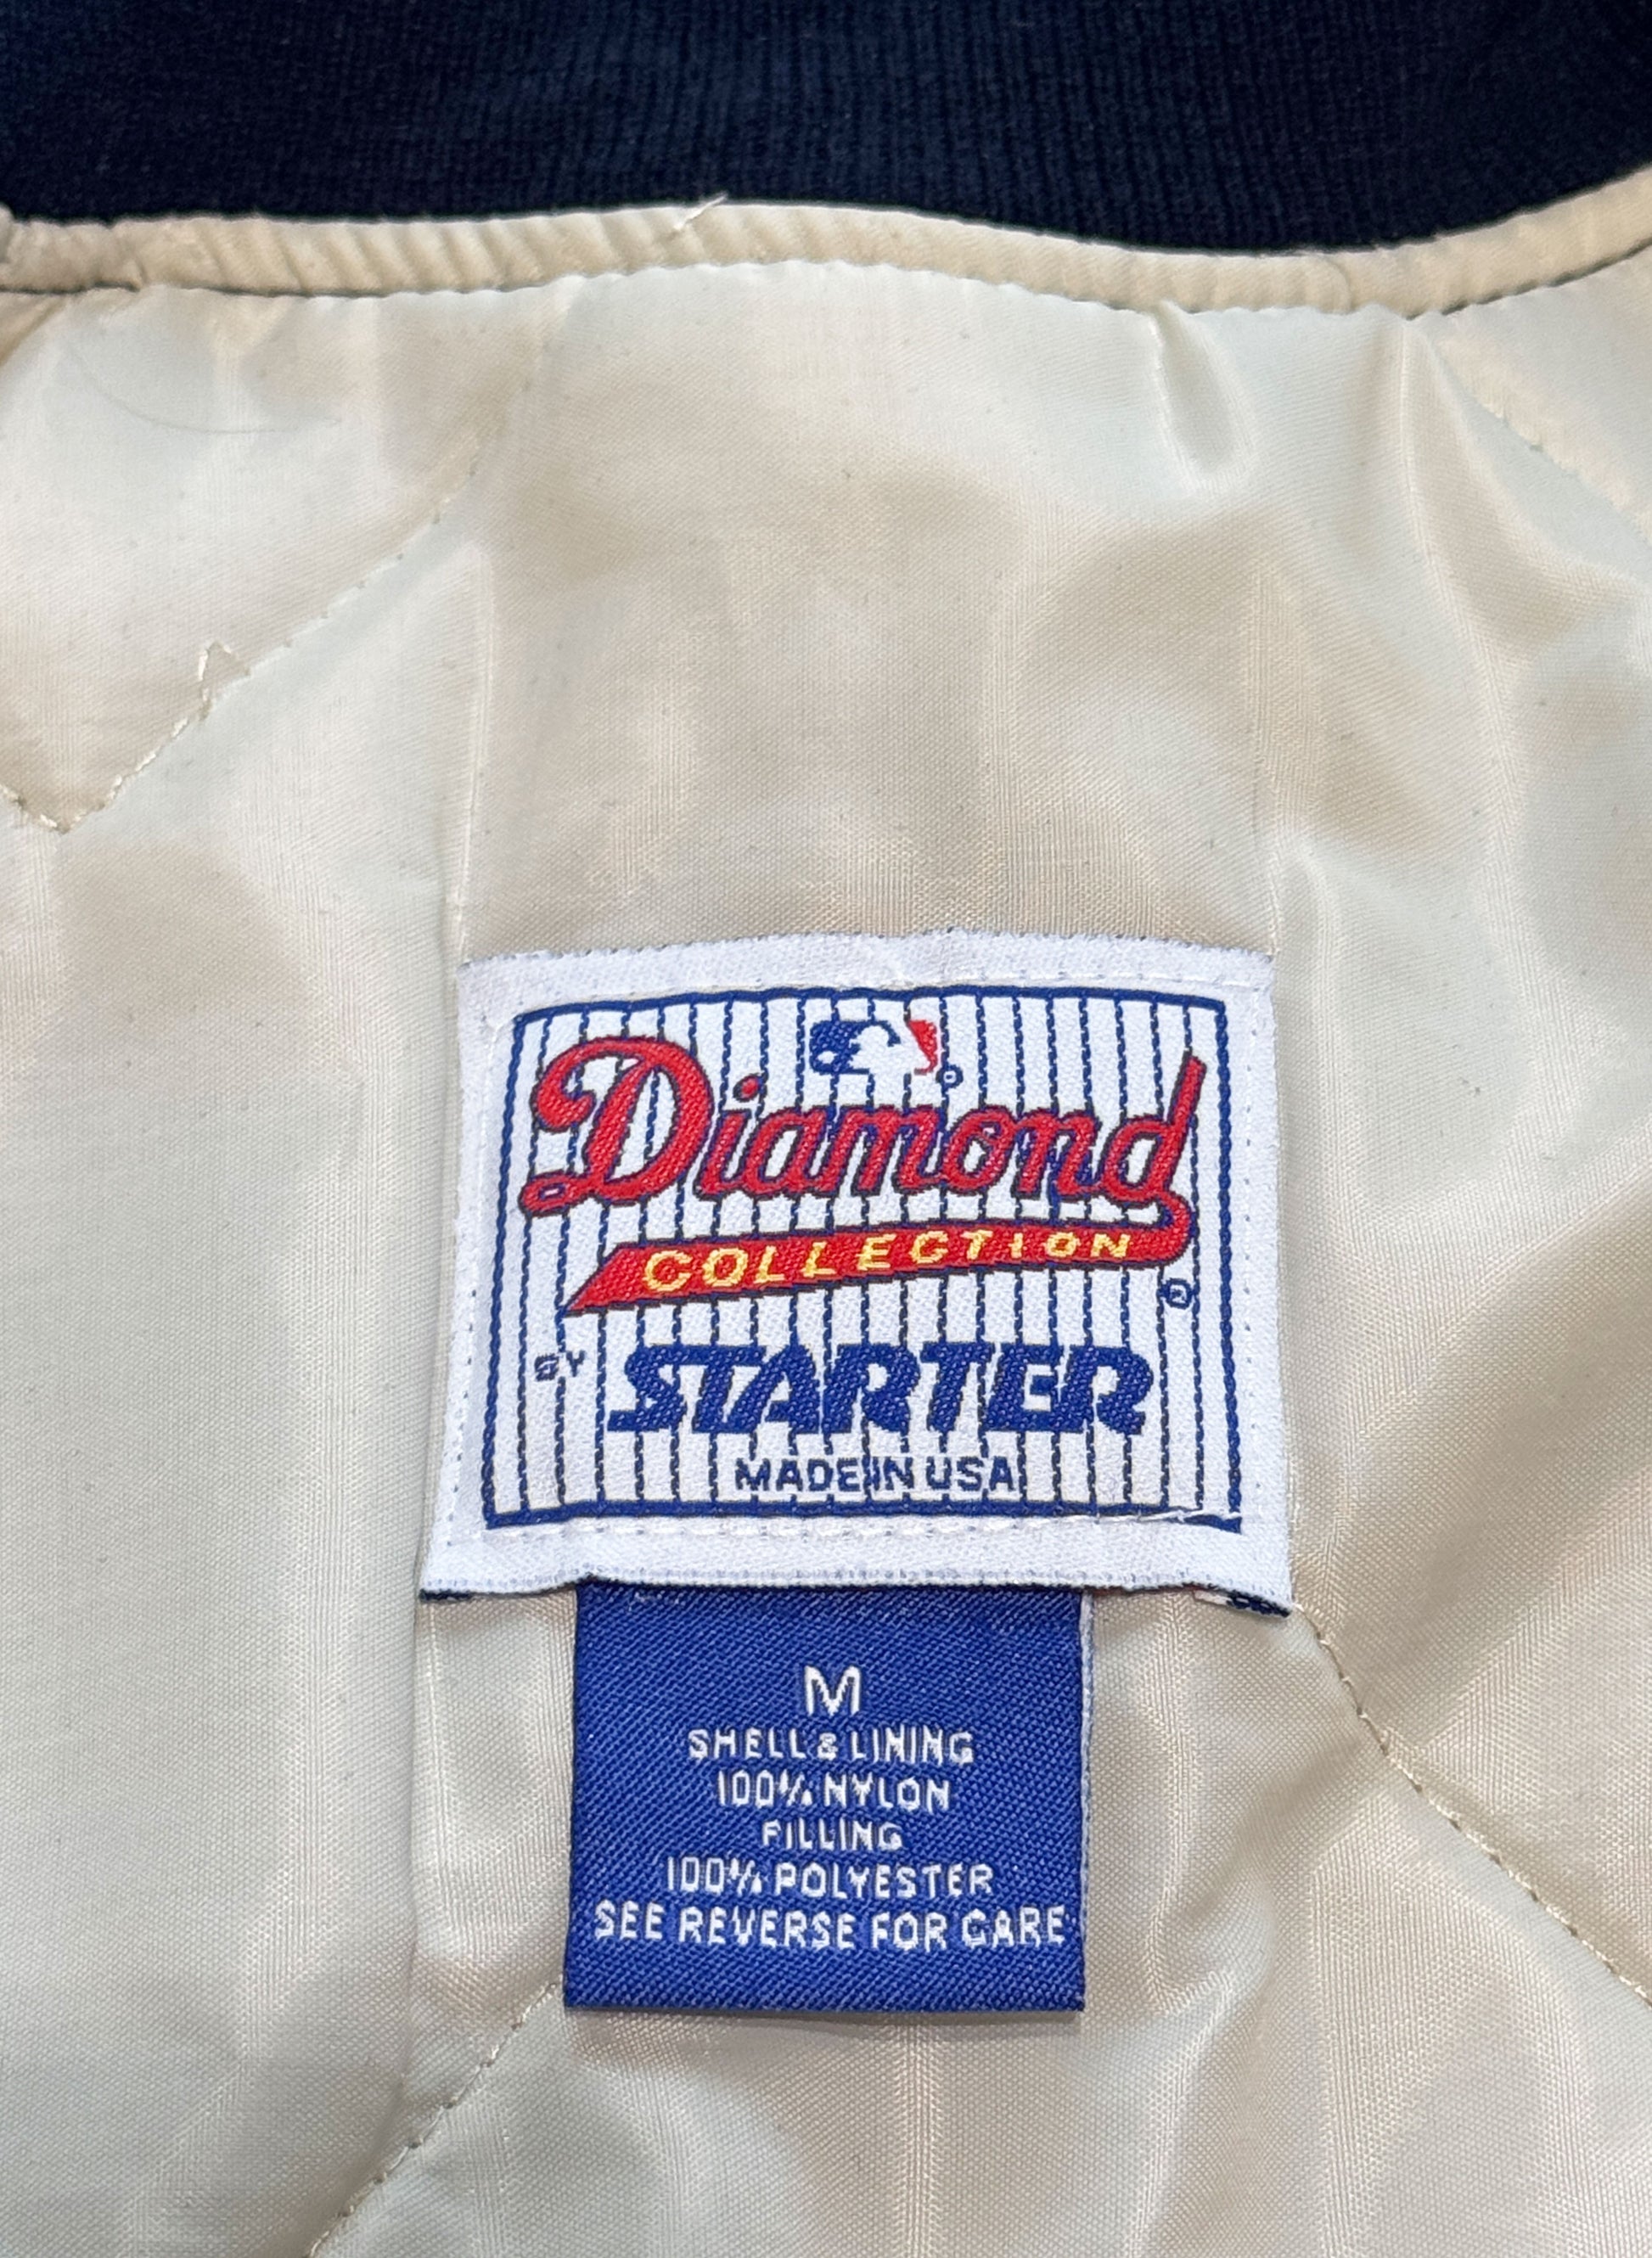 Diamond
COLLECTION
BY STARTER
MADE IN USA
M
SHELL & LINING
100% NYLON
FILLING
100% POLYESTER
SEE REVERSE FOR CARE